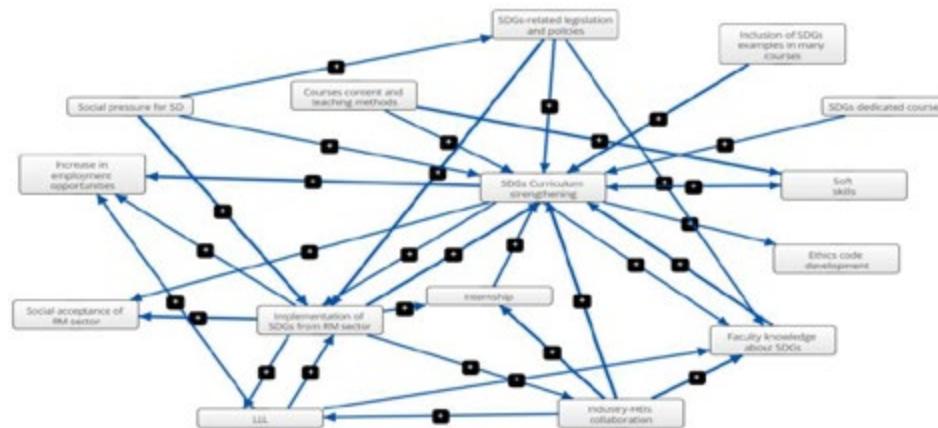 SDGs-related legislation
and policies
Inclusion of SDGs
examples in many
courses
Courses content and
teaching methods
Social pressure for SD
SDGs dedicated course
Increase in
employment
opportunities
SDGs Curriculum
strengthening
Soft
skills
Ethics code
development
Internship
Social acceptance of
RM sector
Implementation of
SDGs from RM sector
Faculty knowledge
about SDGs
LLL
Industry-HEIs
collaboration